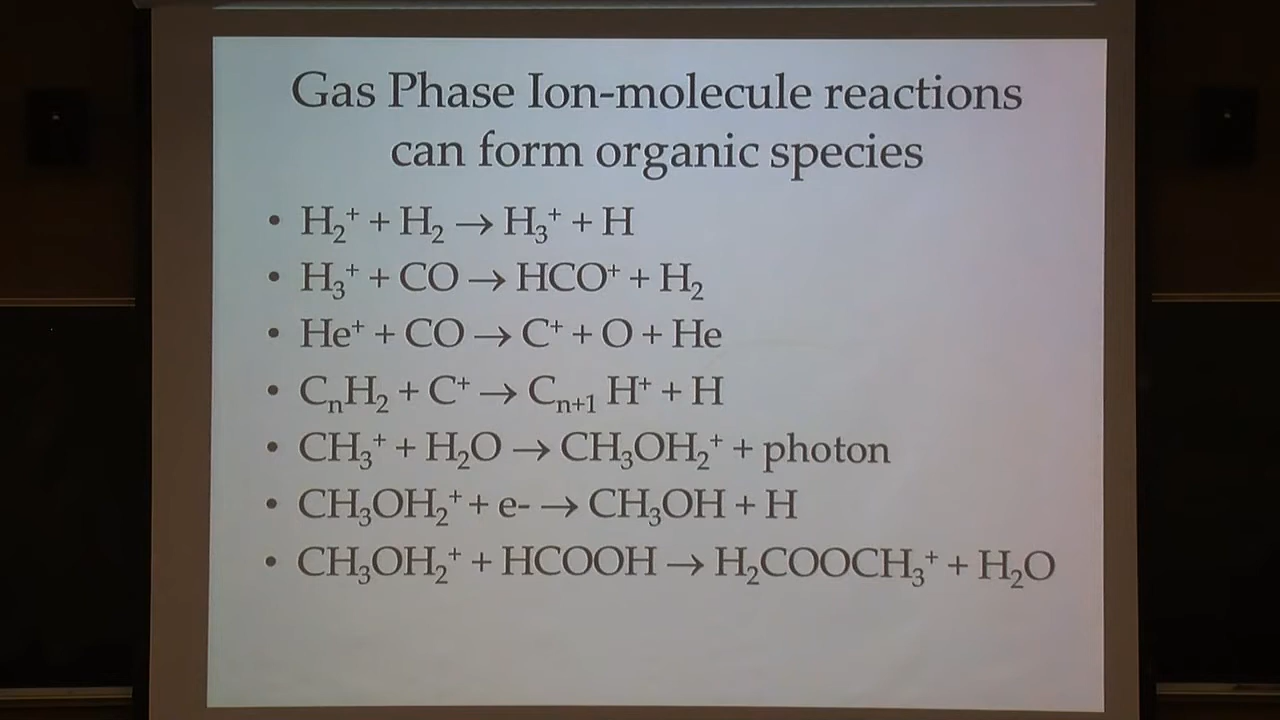 Gas Phase Ion-molecule reactions
can form organic species
• H₂⁺ + H₂ → H₃⁺ + H
• H₃⁺ + CO → HCO⁺ + H₂
• He⁺ + CO → C⁺ + O + He
• CₙH₂ + C⁺ → Cₙ₊₁ H⁺ + H
• CH₃⁺ + H₂O → CH₃OH₂⁺ + photon
• CH₃OH₂⁺ + e- → CH₃OH + H
• CH₃OH₂⁺ + HCOOH → H₂COOCH₃⁺ + H₂O